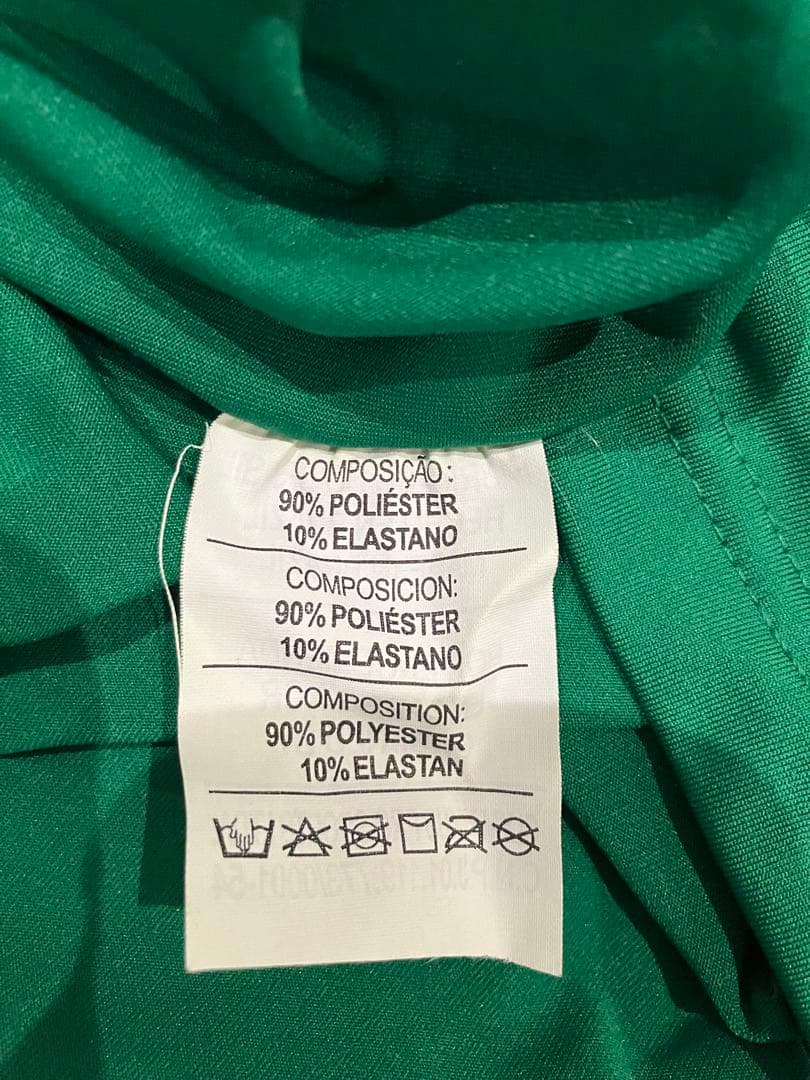 COMPOSIÇÃO:
90% POLIÉSTER
10% ELASTANO
COMPOSICION:
90% POLIÉSTER
10% ELASTANO
COMPOSITION:
90% POLYESTER
10% ELASTAN